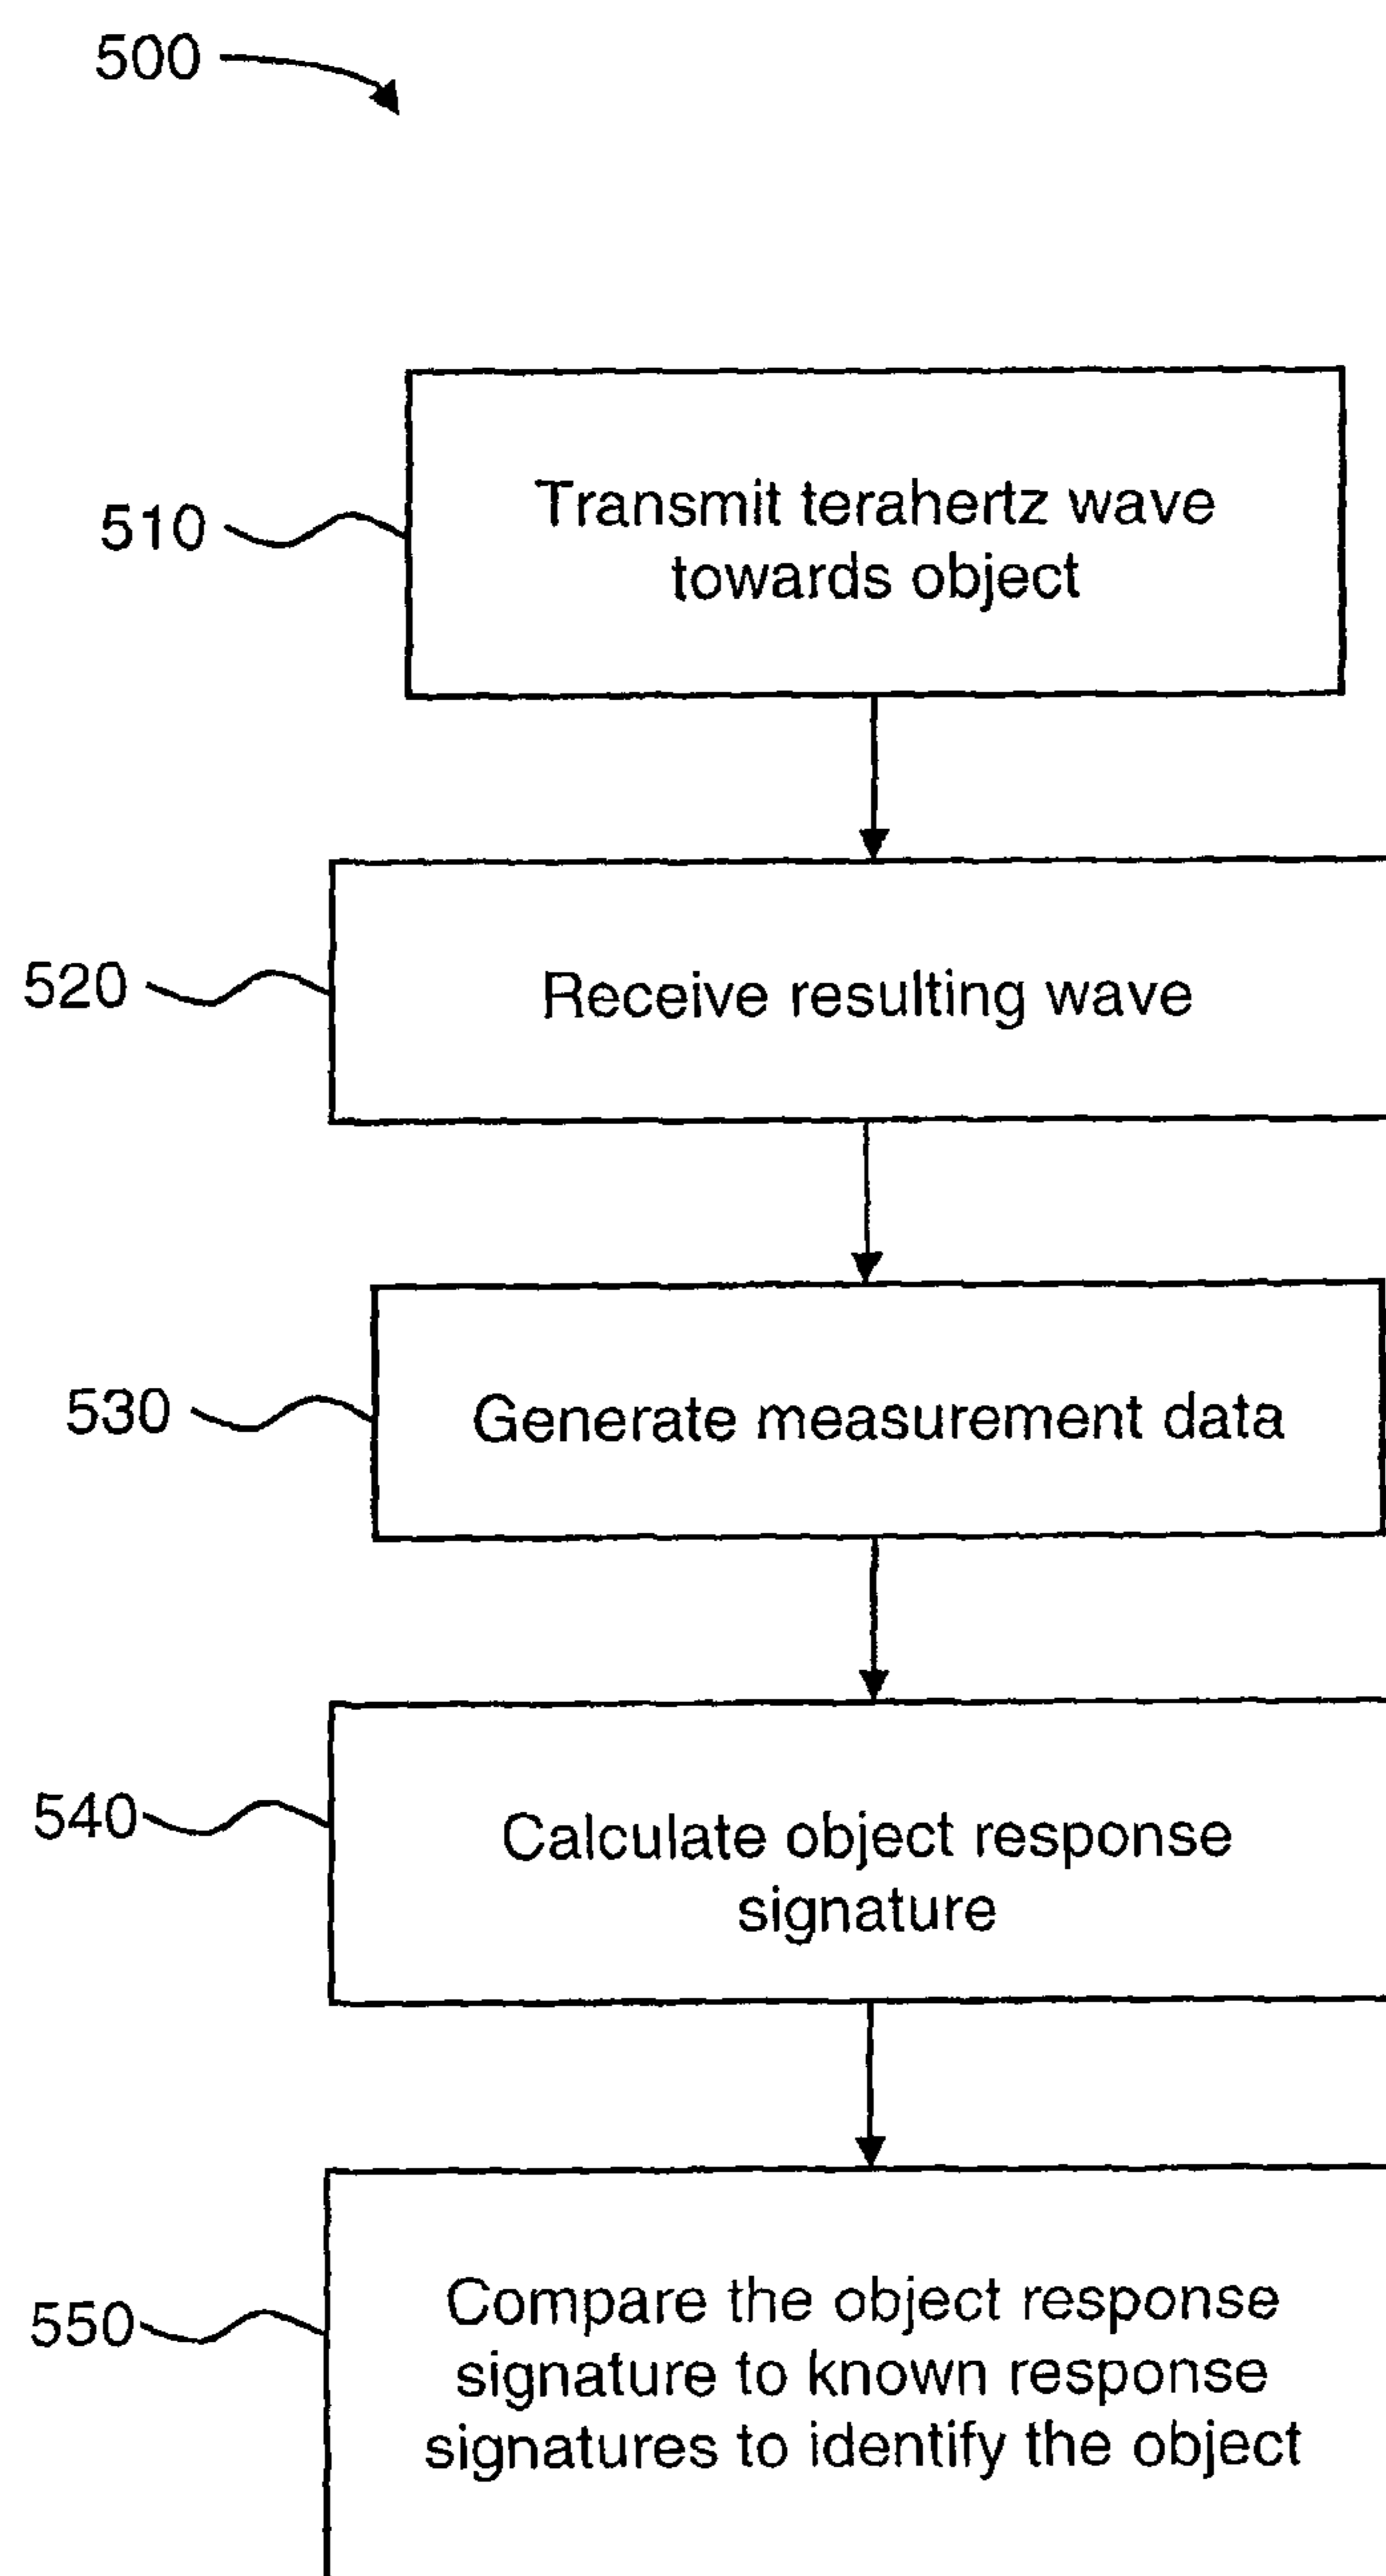 500
510
Transmit terahertz wave
towards object
520
Receive resulting wave
530
Generate measurement data
540
Calculate object response
signature
550
Compare the object response
signature to known response
signatures to identify the object